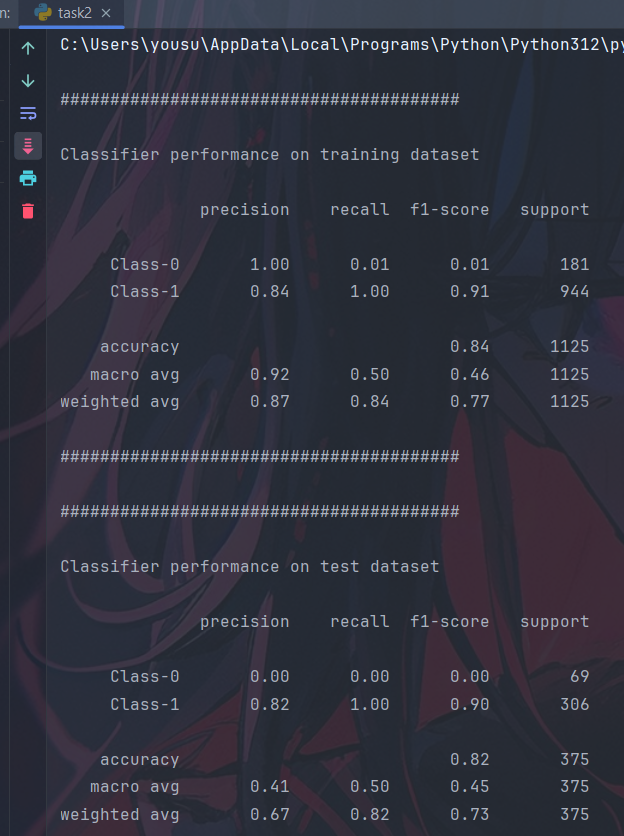 n:
task2
C:\Users\yousu\AppData\Local\Programs\Python\Python312\py
########################################
Classifier performance on training dataset
precision recall f1-score support
Class-0 1.00 0.01 0.01 181
Class-1 0.84 1.00 0.91 944
accuracy 0.84 1125
macro avg 0.92 0.50 0.46 1125
weighted avg 0.87 0.84 0.77 1125
########################################
########################################
Classifier performance on test dataset
precision recall f1-score support
Class-0 0.00 0.00 0.00 69
Class-1 0.82 1.00 0.90 306
accuracy 0.82 375
macro avg 0.41 0.50 0.45 375
weighted avg 0.67 0.82 0.73 375